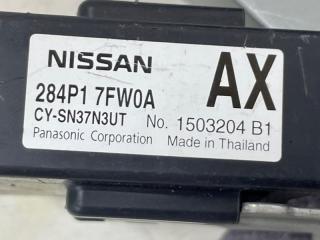 NISSAN AX
284P1 7FW0A
CY-SN37N3UT No. 1503204 B1
Panasonic Corporation Made in Thailand